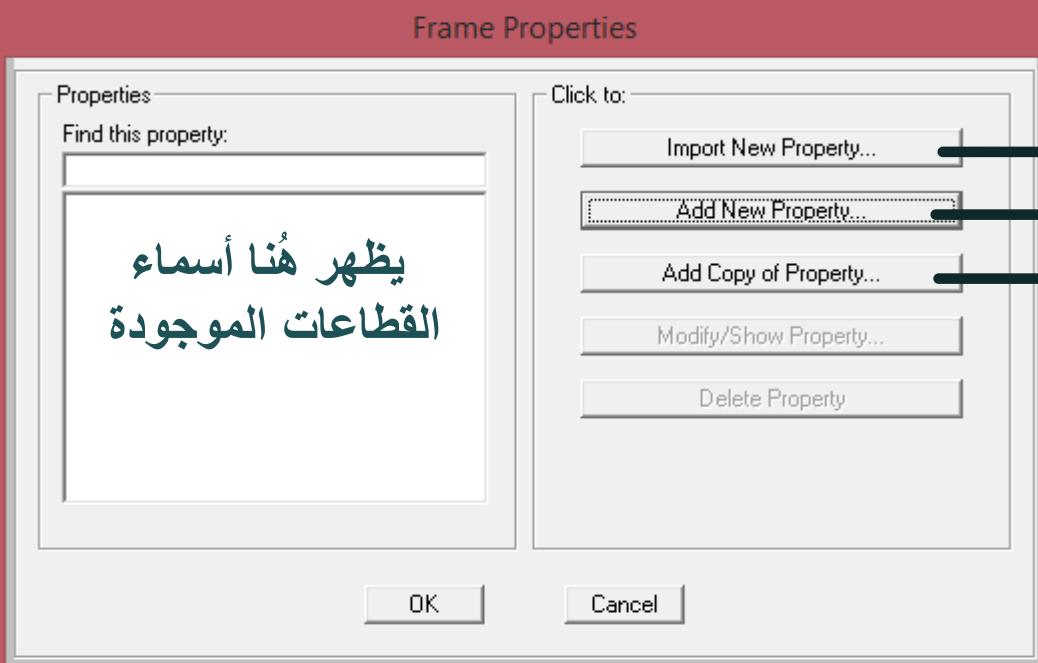 Frame Properties
Properties
Find this property:
يظهر هُنا أسماء
القطاعات الموجودة
Click to:
Import New Property...
Add New Property...
Add Copy of Property...
Modify/Show Property...
Delete Property
OK
Cancel